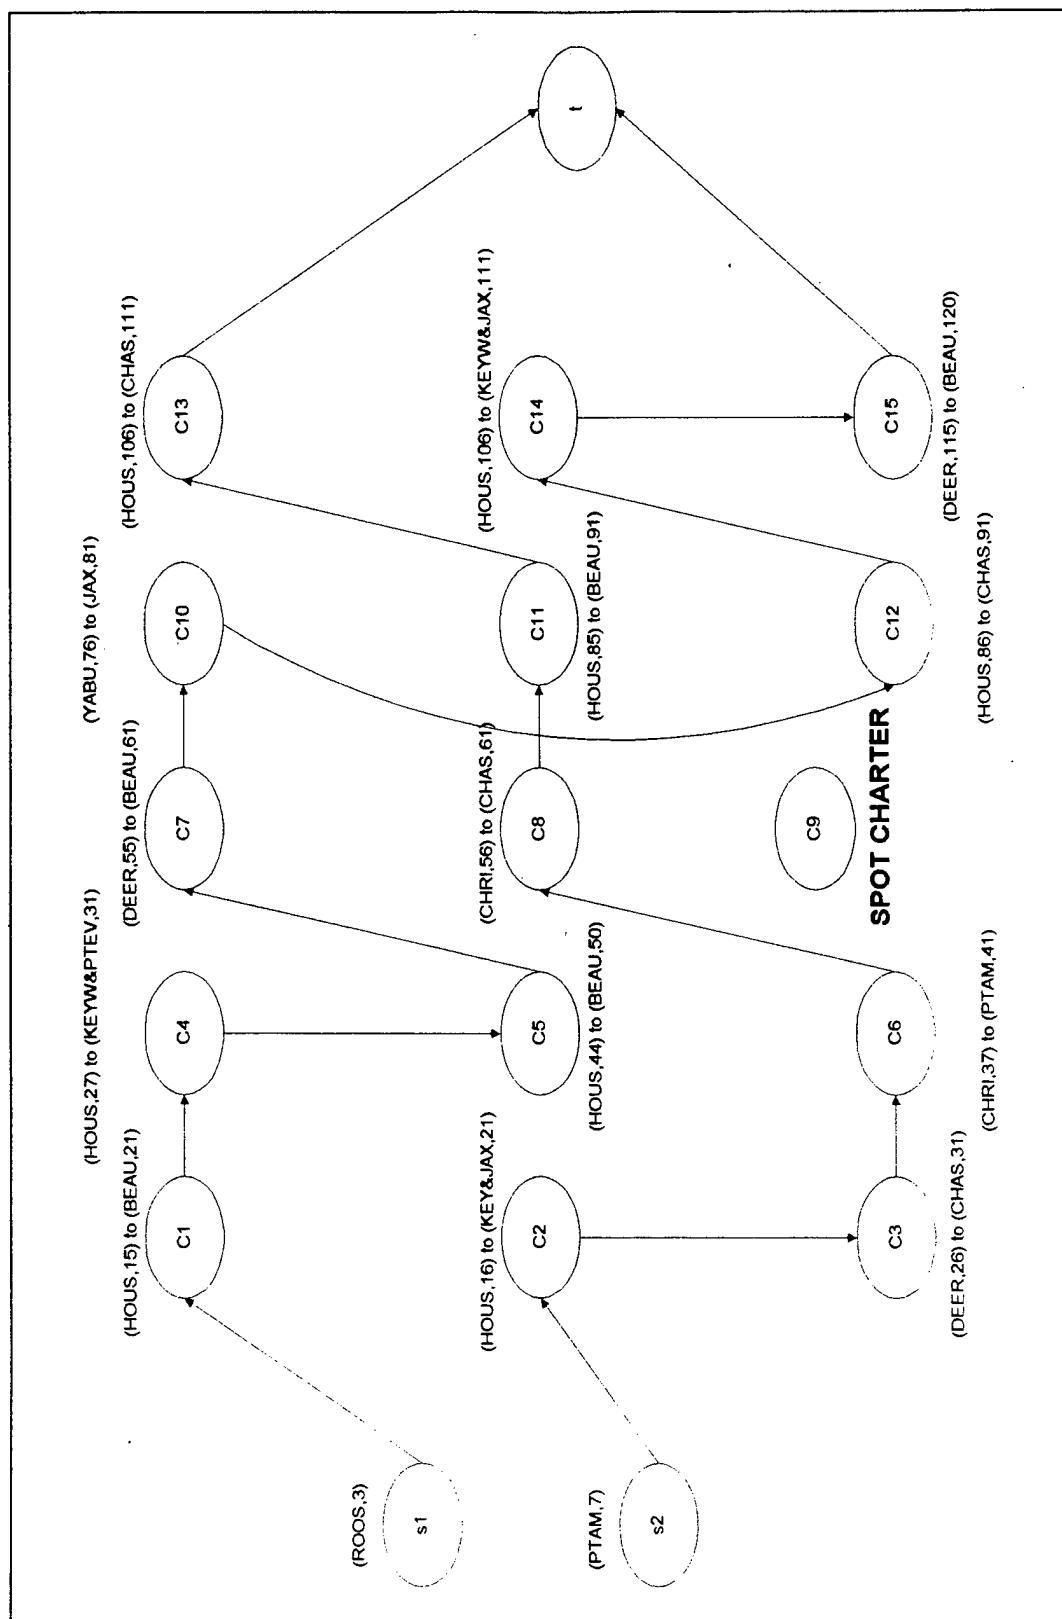 (ROOS,3)
s1
(PTAM,7)
s2
(HOUS,15) to (BEAU,21)
C1
(HOUS,16) to (KEY&JAX,21)
C2
C3
(DEER,26) to (CHAS,31)
(HOUS,27) to (KEYW&PTEV,31)
C4
C5
(HOUS,44) to (BEAU,50)
C6
(CHRI,37) to (PTAM,41)
(DEER,55) to (BEAU,61)
C7
(CHRI,56) to (CHAS,61)
C8
C9
SPOT CHARTER
(YABU,76) to (JAX,81)
C10
C11
(HOUS,85) to (BEAU,91)
C12
(HOUS,86) to (CHAS,91)
(HOUS,106) to (CHAS,111)
C13
(HOUS,106) to (KEYW&JAX,111)
C14
C15
(DEER,115) to (BEAU,120)
t